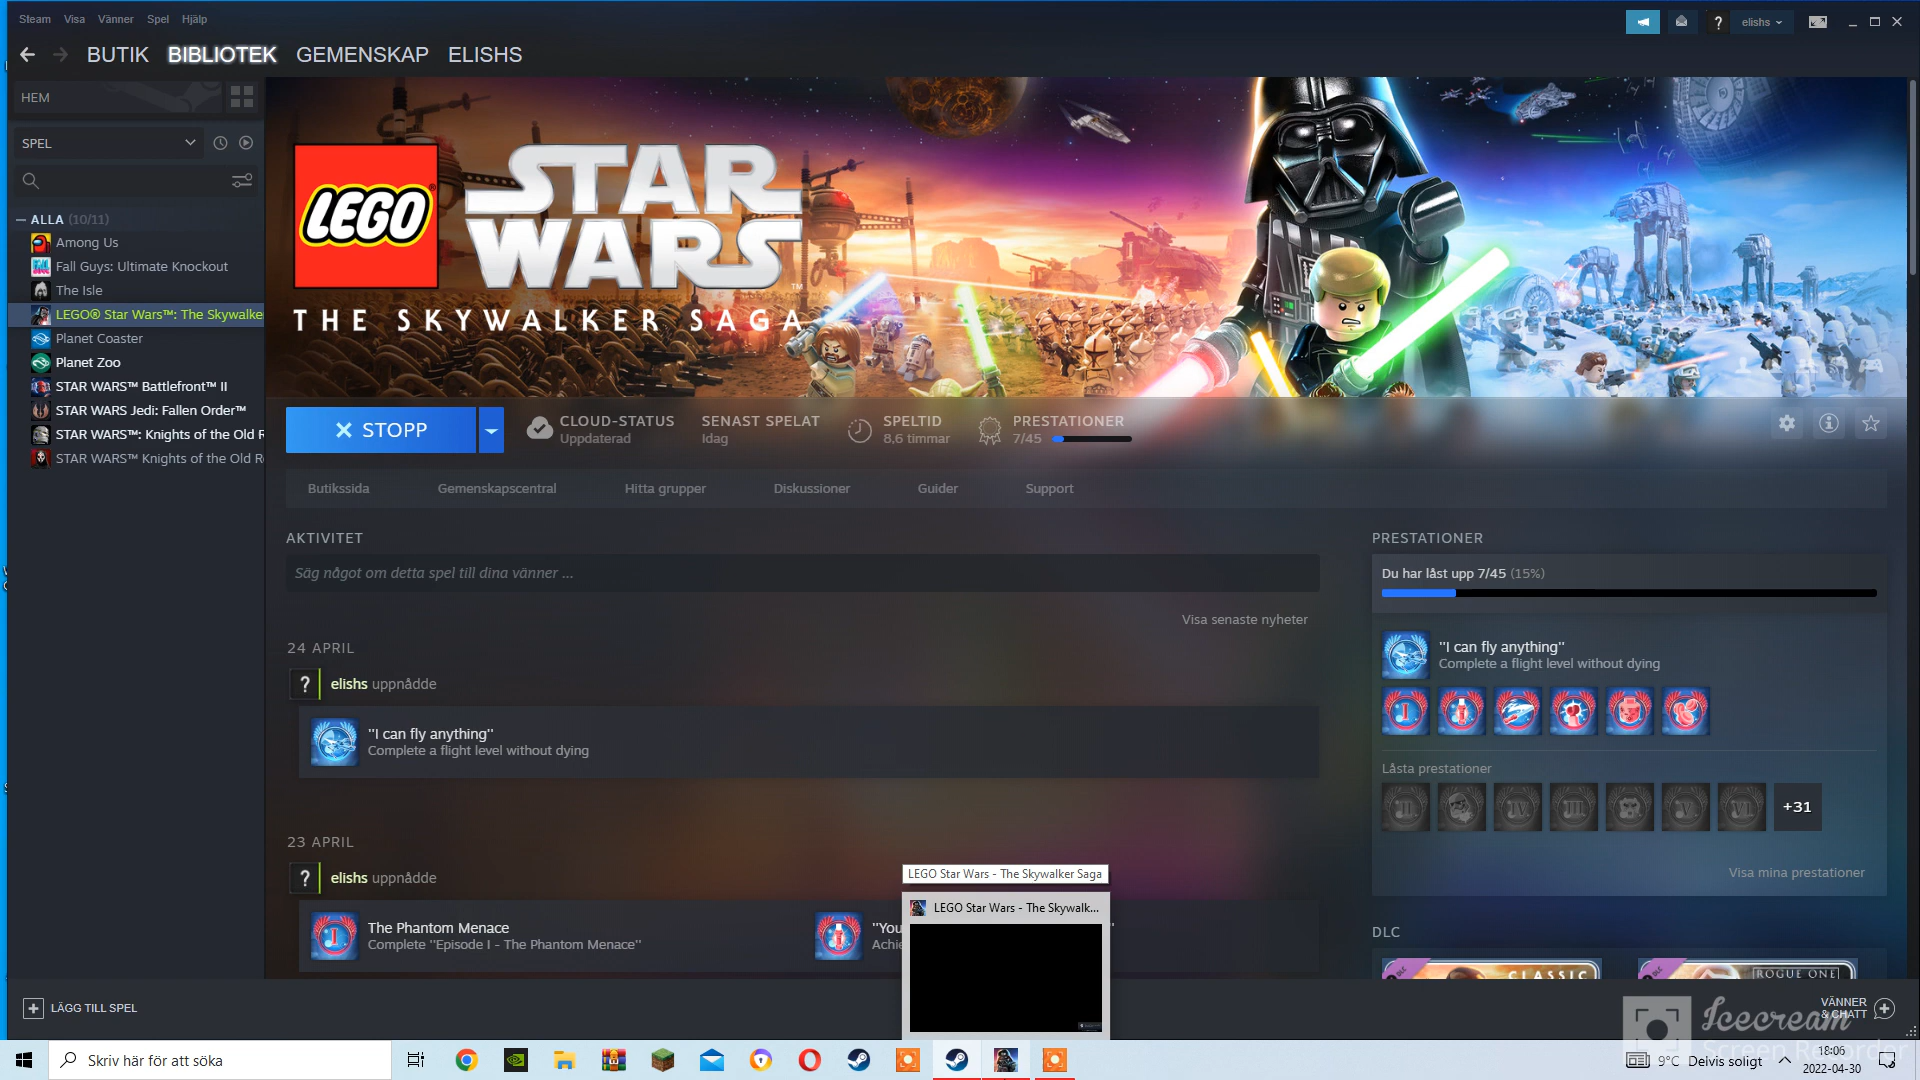 Steam Visa Vänner Spel Hjälp
elishs
BUTIK BIBLIOTEK GEMENSKAP ELISHS
HEM
SPEL
ALLA (10/11)
Among Us
Fall Guys: Ultimate Knockout
The Isle
LEGO® Star Wars™: The Skywalke
Planet Coaster
Planet Zoo
STAR WARS™ Battlefront™ II
STAR WARS Jedi: Fallen Order™
STAR WARS™: Knights of the Old R
STAR WARS™ Knights of the Old Re
LÄGG TILL SPEL
LEGO®
STAR
WARS™
THE SKYWALKER SAGA
STOPP
CLOUD-STATUS
Uppdaterad
SENAST SPELAT
Idag
SPELTID
8,6 timmar
PRESTATIONER
7/45
Butikssida Gemenskapscentral Hitta grupper Diskussioner Guider Support
AKTIVITET
Säg något om detta spel till dina vänner ...
Visa senaste nyheter
24 APRIL
? elishs uppnådde
"I can fly anything"
Complete a flight level without dying
23 APRIL
? elishs uppnådde
The Phantom Menace
Complete "Episode I - The Phantom Menace"
"You
Achie
PRESTATIONER
Du har låst upp 7/45 (15%)
"I can fly anything"
Complete a flight level without dying
Låsta prestationer
+31
Visa mina prestationer
DLC
CLASSIC
ROGUE ONE
VÄNNER
& CHATT
LEGO Star Wars - The Skywalker Saga
LEGO Star Wars - The Skywalk...
Icecream
Screen Recorder
Skriv här för att söka
9°C Delvis soligt
18:06
2022-04-30